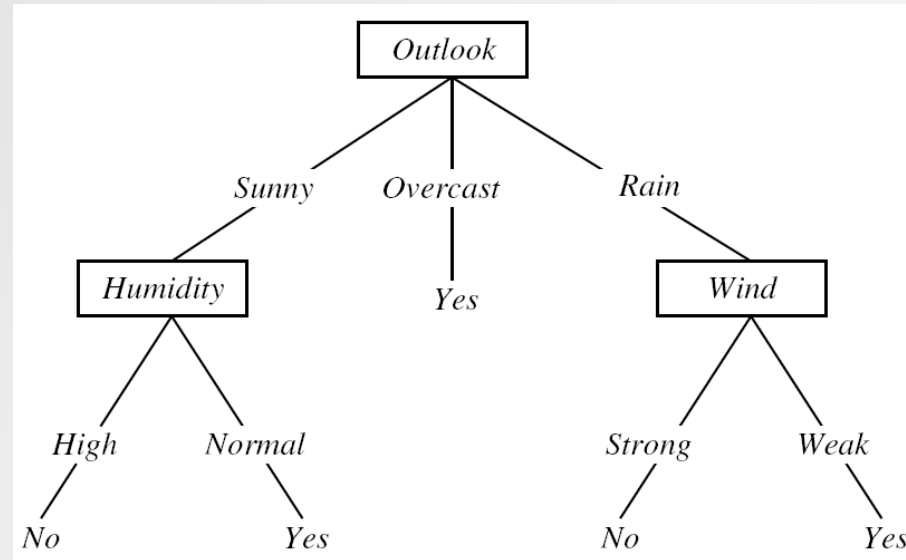 Outlook
Sunny Overcast Rain
Humidity Yes Wind
High Normal Strong Weak
No Yes No Yes